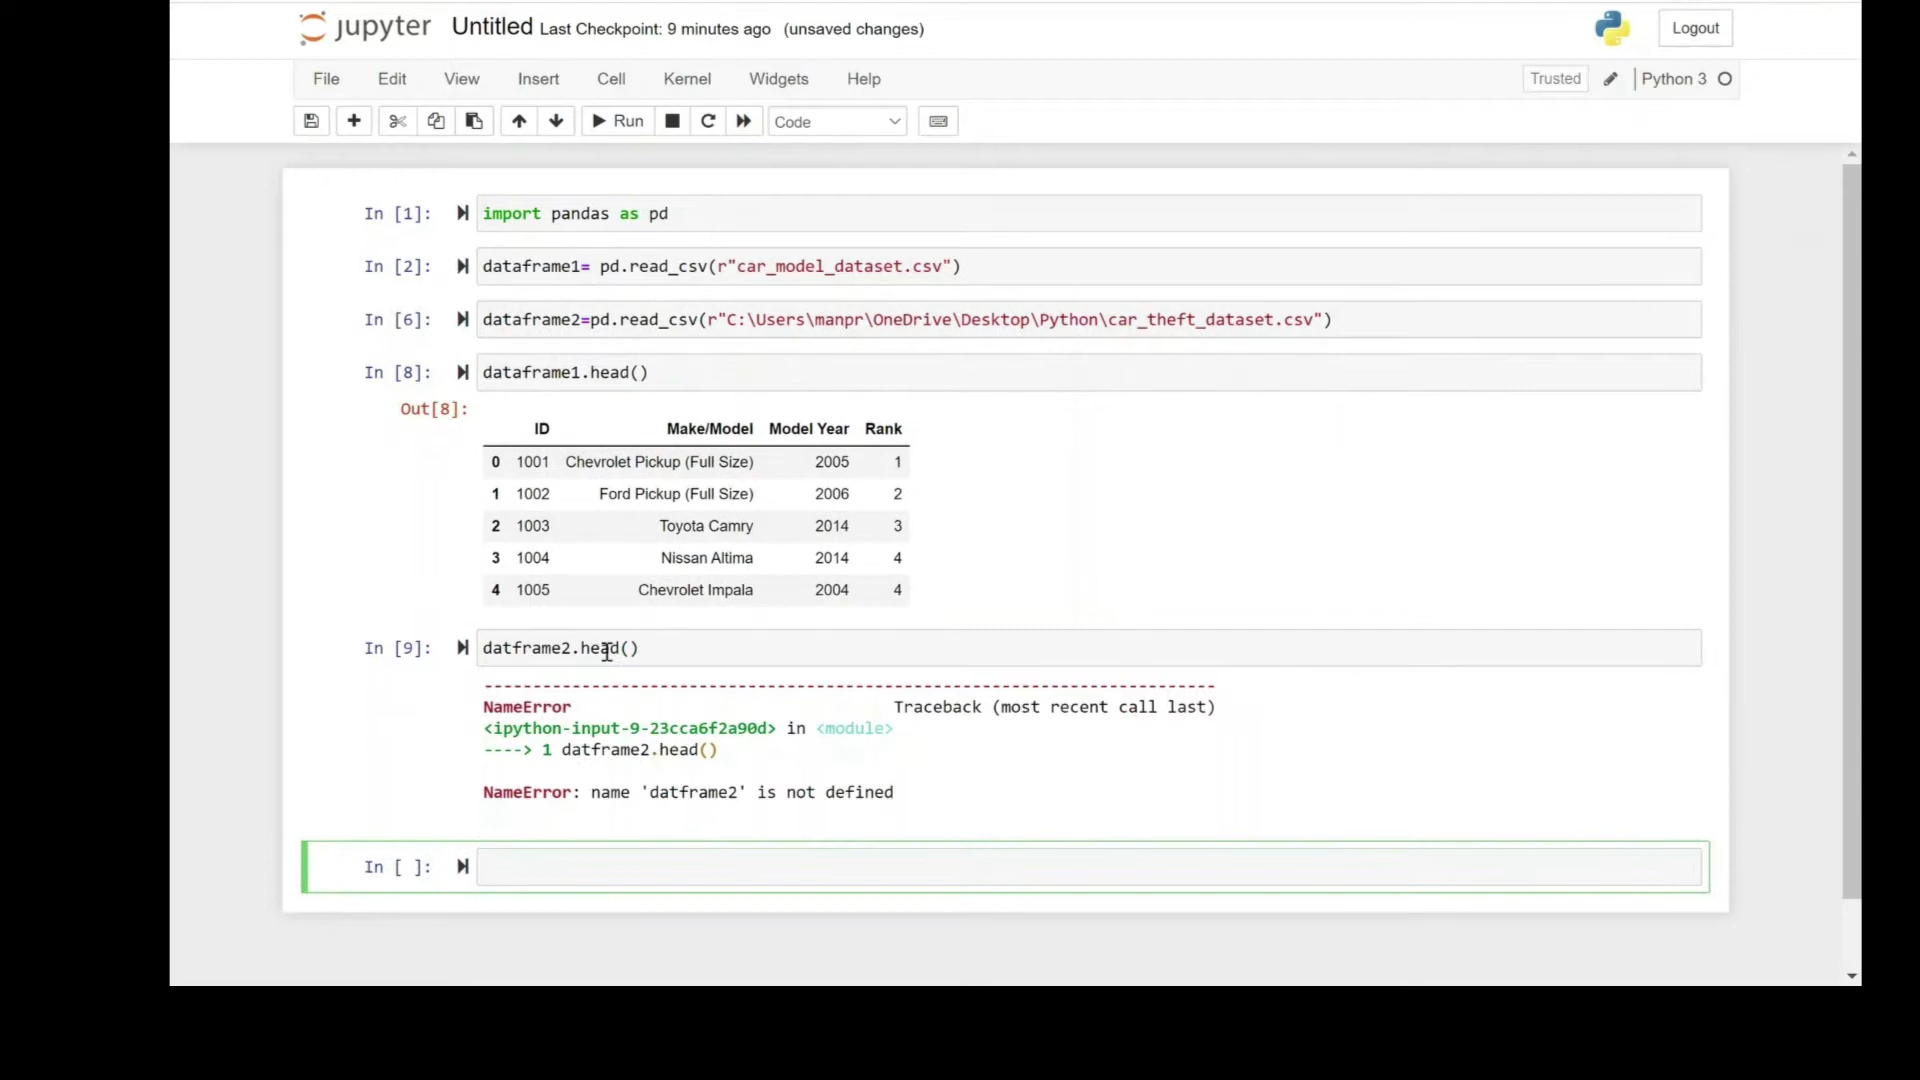 jupyter Untitled Last Checkpoint: 9 minutes ago (unsaved changes) Logout
File Edit View Insert Cell Kernel Widgets Help Trusted Python 3
Run Code
In [1]: import pandas as pd
In [2]: dataframe1= pd.read_csv(r"car_model_dataset.csv")
In [6]: dataframe2=pd.read_csv(r"C:\Users\manpr\OneDrive\Desktop\Python\car_theft_dataset.csv")
In [8]: dataframe1.head()
Out[8]:
ID Make/Model Model Year Rank
0 1001 Chevrolet Pickup (Full Size) 2005 1
1 1002 Ford Pickup (Full Size) 2006 2
2 1003 Toyota Camry 2014 3
3 1004 Nissan Altima 2014 4
4 1005 Chevrolet Impala 2004 4
In [9]: datframe2.head()
---------------------------------------------------------------------------
NameError Traceback (most recent call last)
<ipython-input-9-23cca6f2a90d> in <module>
----> 1 datframe2.head()
NameError: name 'datframe2' is not defined
In [ ]: